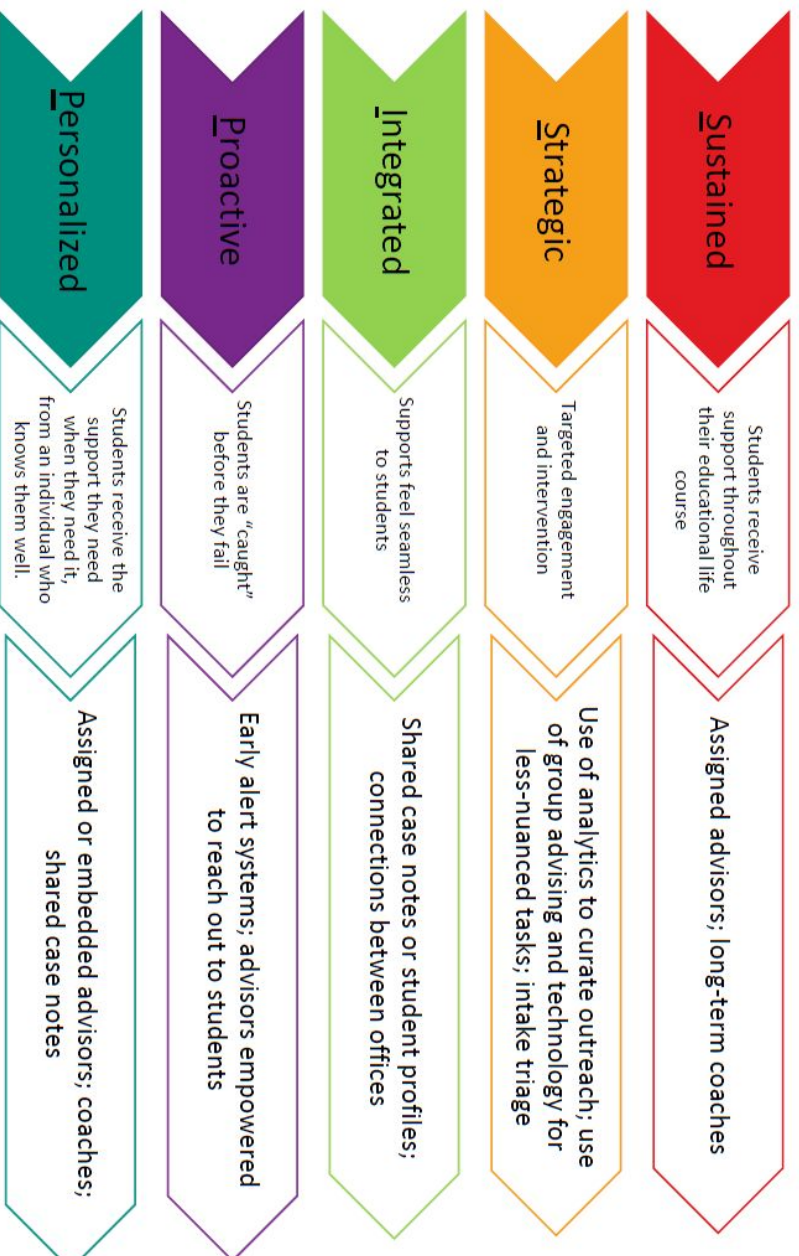 Sustained
Students receive
support throughout
their educational life
course
Assigned advisors; long-term coaches
Strategic
Targeted engagement
and intervention
Use of analytics to curate outreach; use
of group advising and technology for
less-nuanced tasks; intake triage
Integrated
Supports feel seamless
to students
Shared case notes or student profiles;
connections between offices
Proactive
Students are “caught”
before they fail
Early alert systems; advisors empowered
to reach out to students
Personalized
Students receive the
support they need
when they need it,
from an individual who
knows them well.
Assigned or embedded advisors; coaches;
shared case notes